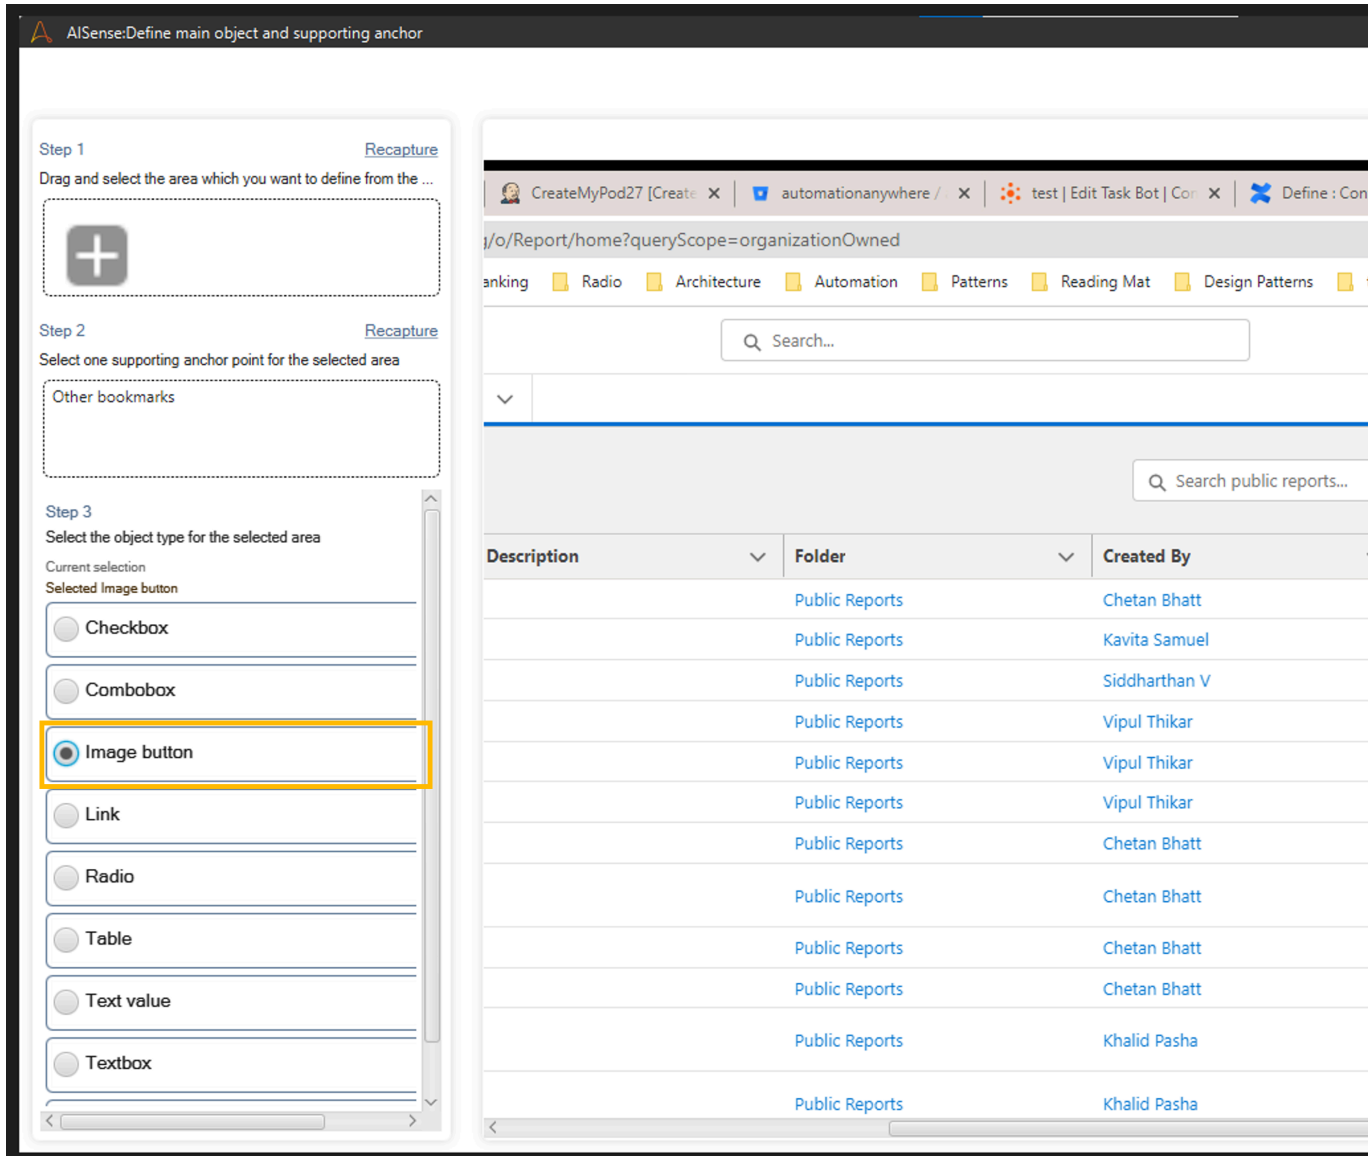 AISense:Define main object and supporting anchor
Step 1 Recapture
Drag and select the area which you want to define from the ...
Step 2 Recapture
Select one supporting anchor point for the selected area
Other bookmarks
Step 3
Select the object type for the selected area
Current selection
Selected Image button
Checkbox
Combobox
Image button
Link
Radio
Table
Text value
Textbox
CreateMyPod27 [Create automationanywhere / test | Edit Task Bot | Con Define : Con
g/o/Report/home?queryScope=organizationOwned
anking Radio Architecture Automation Patterns Reading Mat Design Patterns
Search...
Search public reports...
Description Folder Created By
Public Reports Chetan Bhatt
Public Reports Kavita Samuel
Public Reports Siddharthan V
Public Reports Vipul Thikar
Public Reports Vipul Thikar
Public Reports Vipul Thikar
Public Reports Chetan Bhatt
Public Reports Chetan Bhatt
Public Reports Chetan Bhatt
Public Reports Chetan Bhatt
Public Reports Khalid Pasha
Public Reports Khalid Pasha